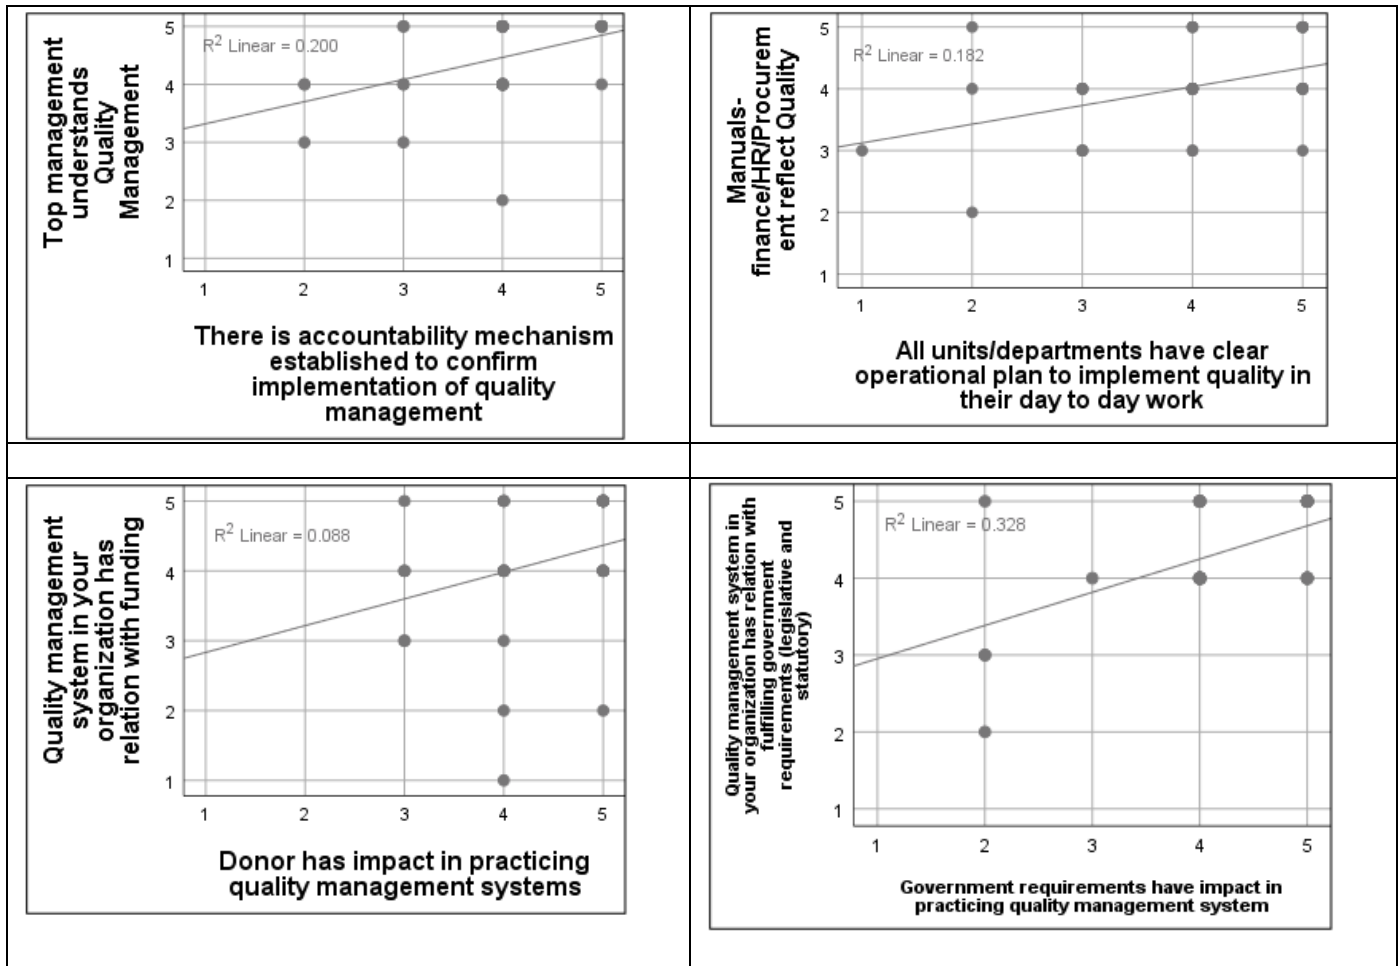 Top management
understands
Quality
Management
R2 Linear = 0.200
5
4
3
2
1
1 2 3 4 5
There is accountability mechanism
established to confirm
implementation of quality
management
Manuals-
finance/HR/Procurem
ent reflect Quality
R2 Linear = 0.182
5
4
3
2
1
1 2 3 4 5
All units/departments have clear
operational plan to implement quality in
their day to day work
Quality management
system in your
organization has
relation with funding
R2 Linear = 0.088
5
4
3
2
1
1 2 3 4 5
Donor has impact in practicing
quality management systems
Quality management system in
your organization has relation with
fulfilling government
requirements (legislative and
statutory)
R2 Linear = 0.328
5
4
3
2
1
1 2 3 4 5
Government requirements have impact in
practicing quality management system